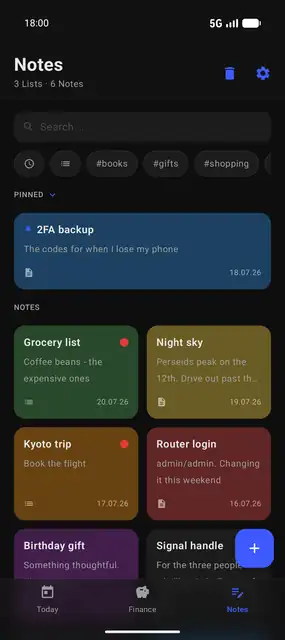 18:00
5G
Notes
3 Lists · 6 Notes
Search...
#books
#gifts
#shopping
PINNED
2FA backup
The codes for when I lose my phone
18.07.26
NOTES
Grocery list
Coffee beans - the
expensive ones
20.07.26
Night sky
Perseids peak on the
12th. Drive out past th…
19.07.26
Kyoto trip
Book the flight
17.07.26
Router login
admin/admin. Changing
it this weekend
16.07.26
Birthday gift
Something thoughtful.
Signal handle
For the three people
Today
Finance
Notes